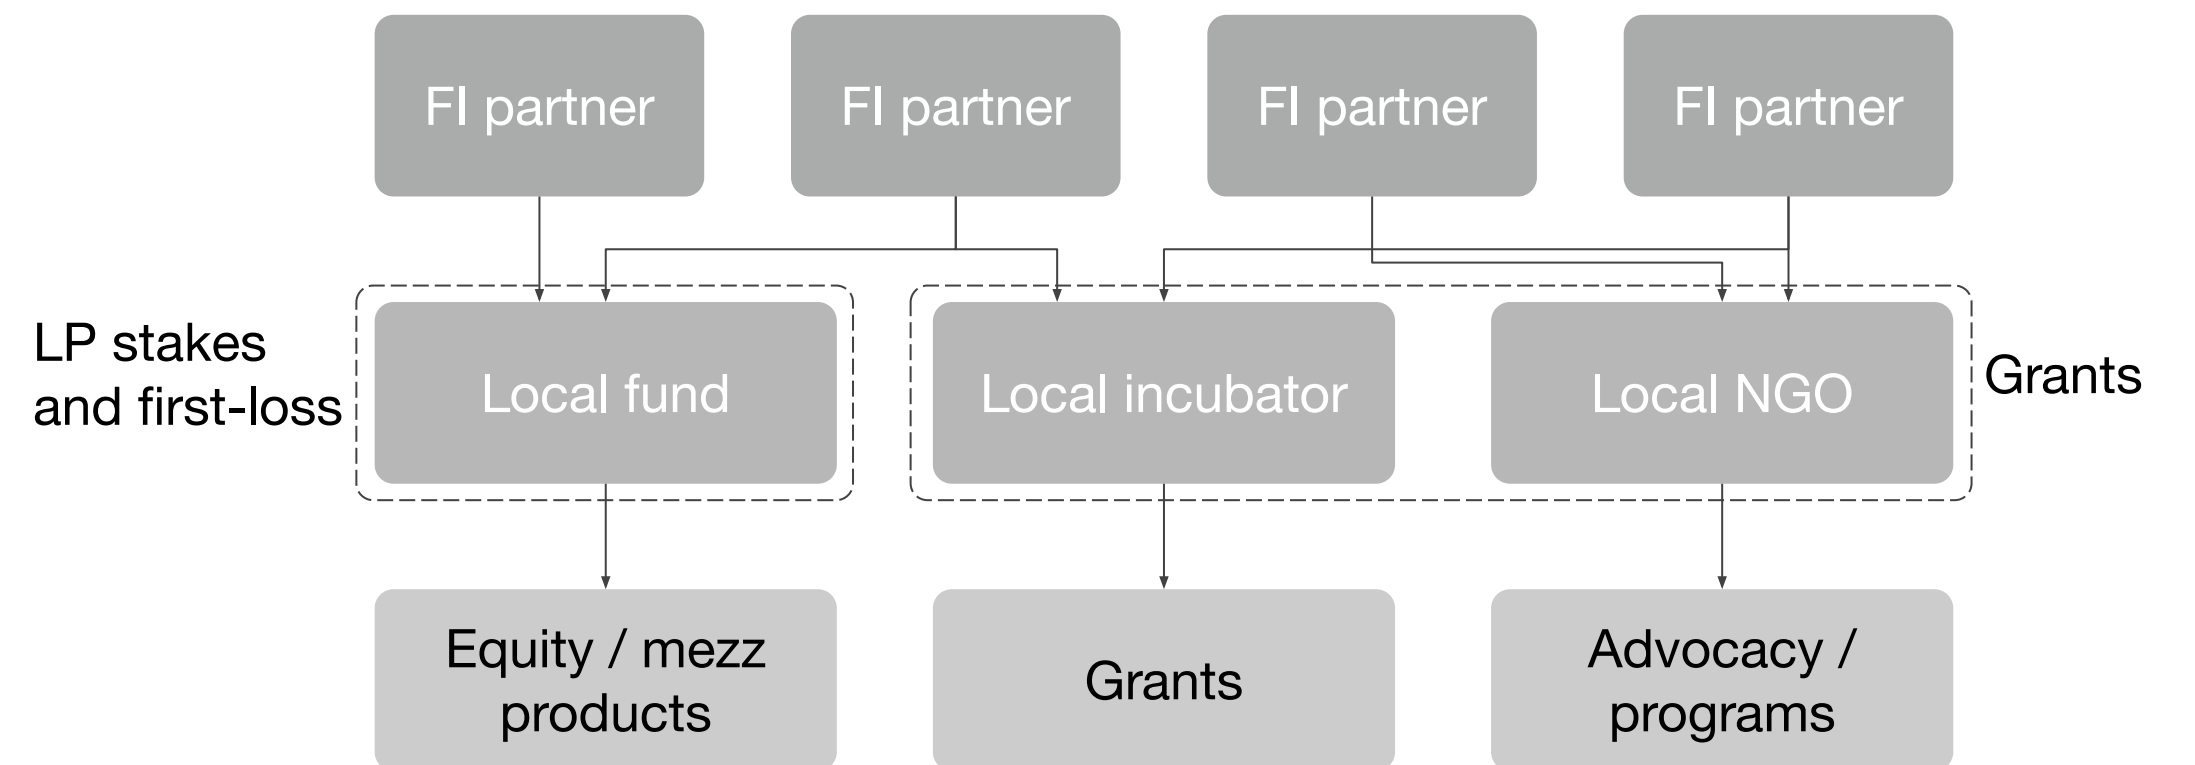 FI partner
FI partner
FI partner
FI partner
LP stakes
and first-loss
Local fund
Local incubator
Local NGO
Grants
Equity / mezz
products
Grants
Advocacy /
programs